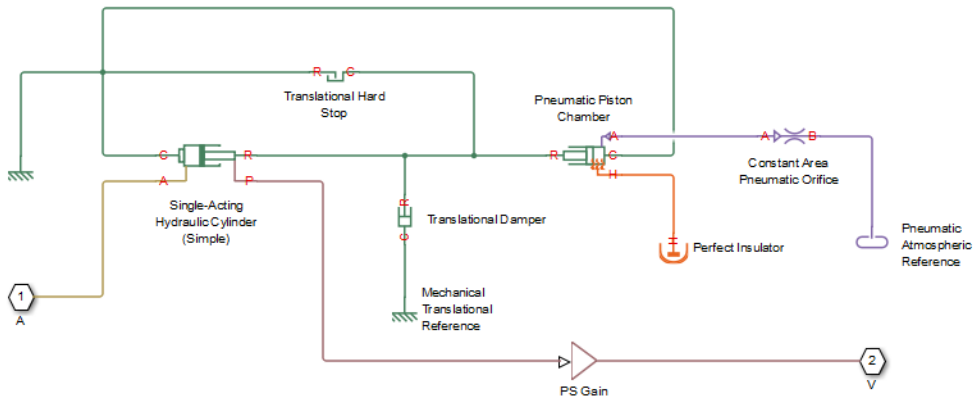 R
C
Translational Hard
Stop
Pneumatic Piston
Chamber
A
A
B
C
R
R
C
Constant Area
Pneumatic Orifice
A
P
H
Single-Acting
Hydraulic Cylinder
(Simple)
R
Translational Damper
C
H
Perfect Insulator
Pneumatic
Atmospheric
Reference
1
A
Mechanical
Translational
Reference
2
V
PS Gain